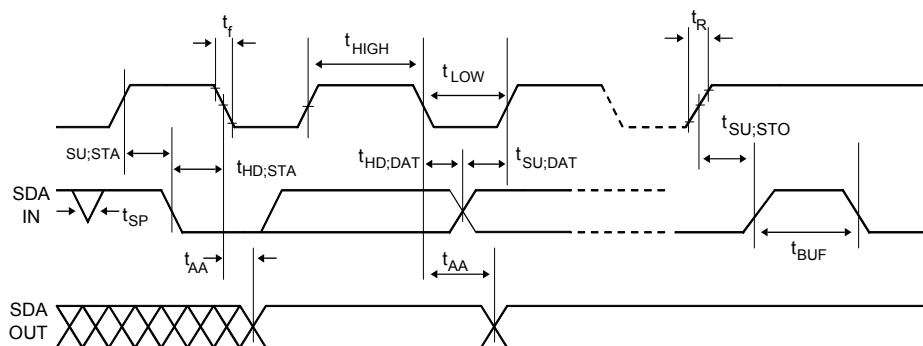 tf
tR
tHIGH
tLOW
tSU;STO
SU;STA
tHD;STA
tHD;DAT
tSU;DAT
SDA
IN
tSP
tAA
tAA
tBUF
SDA
OUT